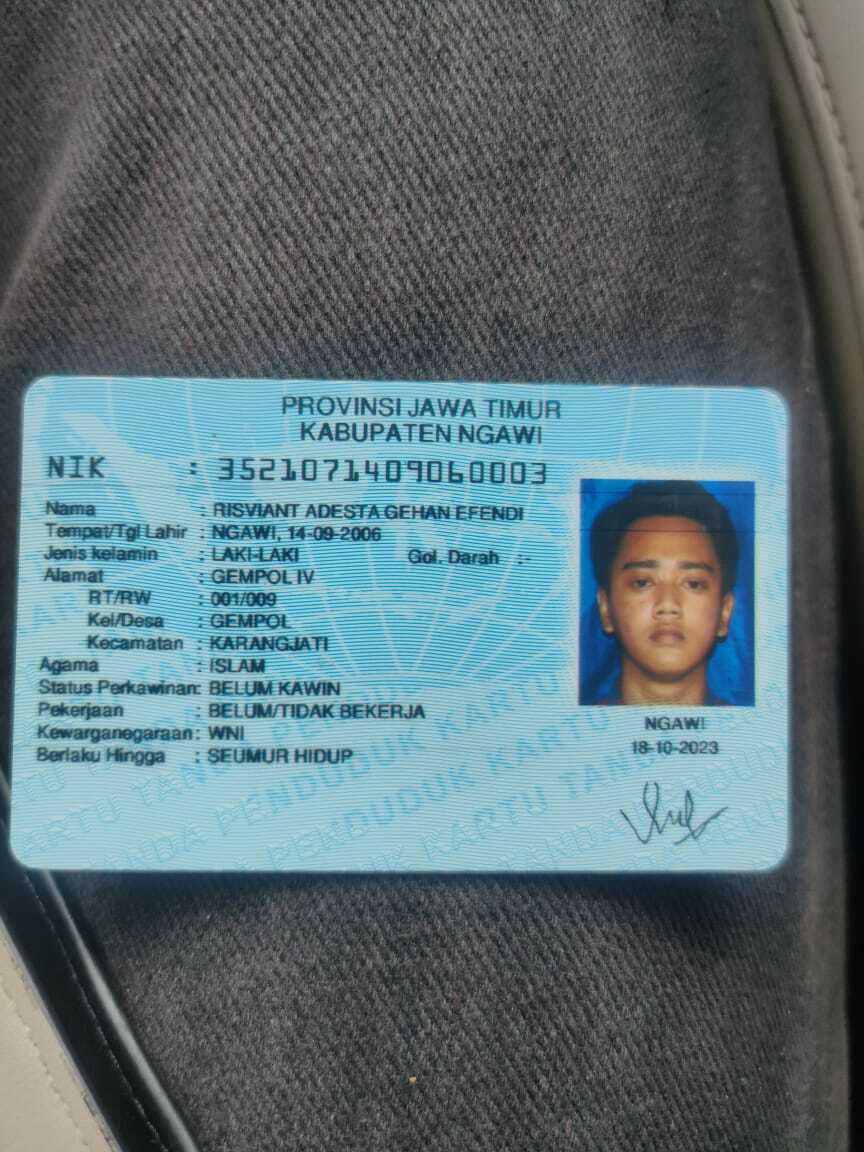 PROVINSI JAWA TIMUR
KABUPATEN NGAWI
NIK : 3521071409060003
Nama : RISVIANT ADESTA GEHAN EFENDI
Tempat/Tgl Lahir : NGAWI, 14-09-2006
Jenis kelamin : LAKI-LAKI Gol. Darah :-
Alamat : GEMPOL IV
RT/RW : 001/009
Kel/Desa : GEMPOL
Kecamatan : KARANGJATI
Agama : ISLAM
Status Perkawinan: BELUM KAWIN
Pekerjaan : BELUM/TIDAK BEKERJA
Kewarganegaraan: WNI
Berlaku Hingga : SEUMUR HIDUP
NGAWI
18-10-2023
KARTU TANDA PENDUDUK KARTU TANDA PENDUDUK